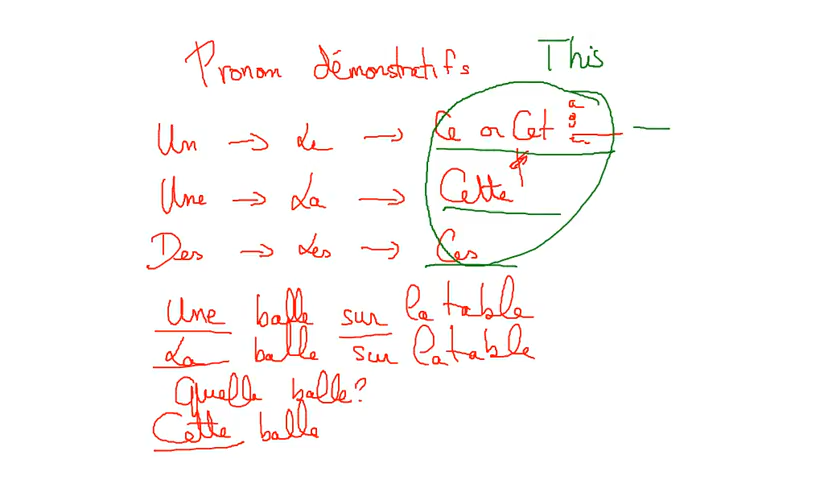 Pronom démonstratifs This
Un → Le → Ce or Cet
Une → La → Cette
Des → Les → Ces
Une balle sur la table
La balle sur la table
Quelle balle?
Cette balle